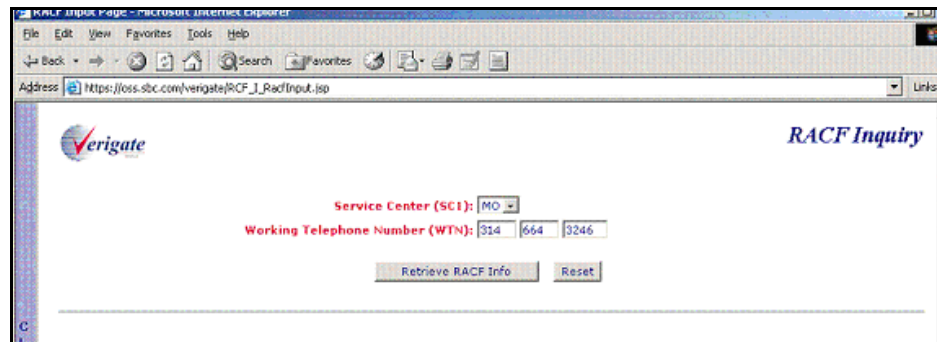 RACF Input Page - Microsoft Internet Explorer
File Edit View Favorites Tools Help
Back Search Favorites
Address https://oss.sbc.com/verigate/RCF_I_RacfInput.jsp Links
Verigate
RACF Inquiry
Service Center (SC1): MO
Working Telephone Number (WTN): 314 664 3246
Retrieve RACF Info Reset
C